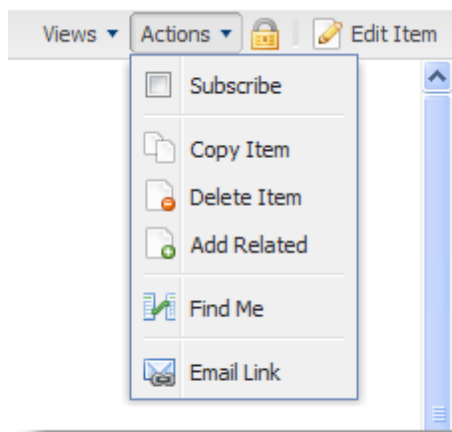 Views Actions Edit Item
Subscribe
Copy Item
Delete Item
Add Related
Find Me
Email Link